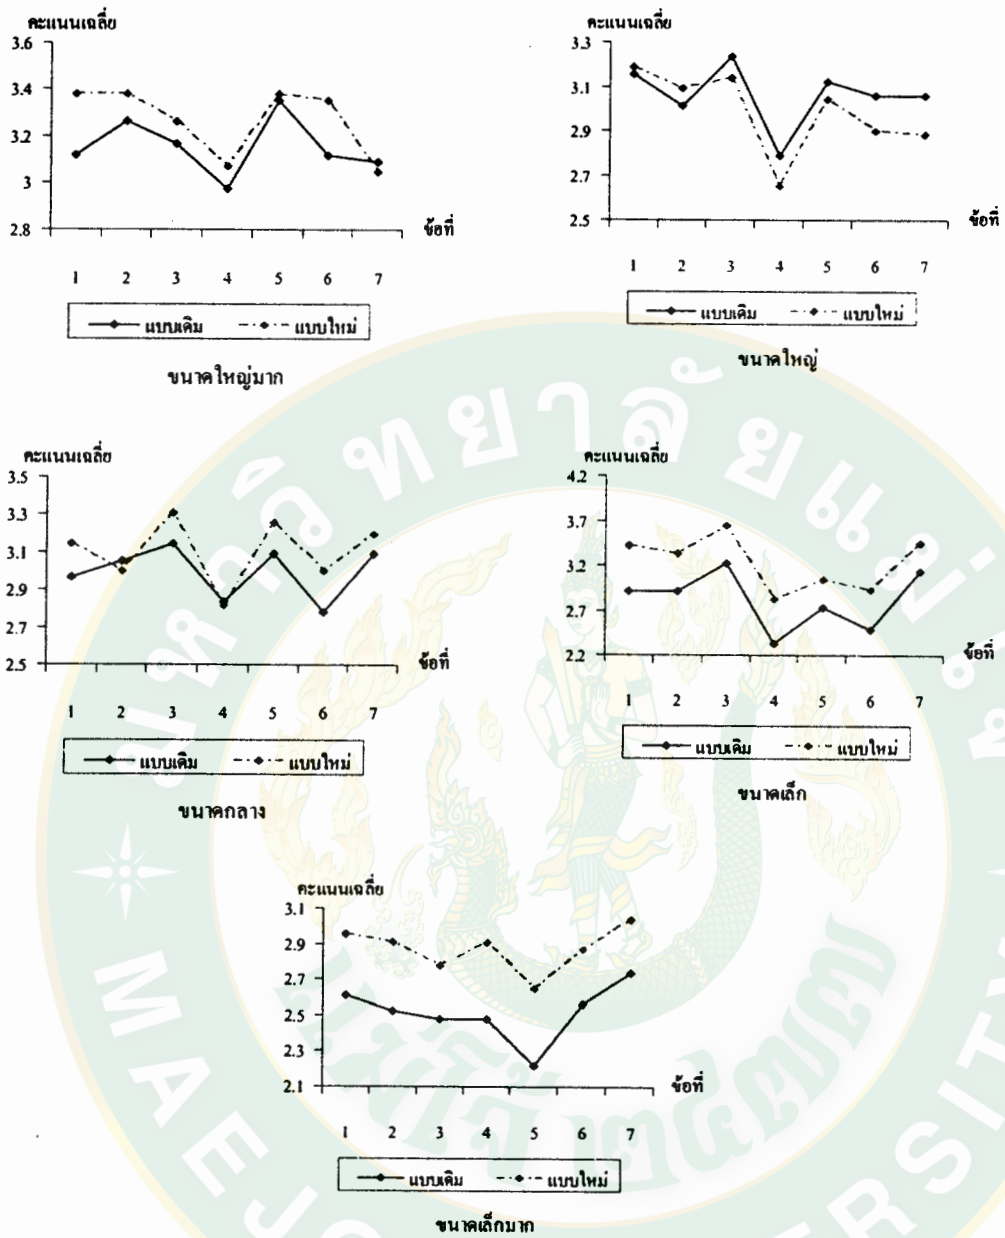 คะแนนเฉลี่ย
3.6
3.4
3.2
3
2.8
ข้อที่
1 2 3 4 5 6 7
แบบเดิม แบบใหม่
ขนาดใหญ่มาก
คะแนนเฉลี่ย
3.3
3.1
2.9
2.7
2.5
ข้อที่
1 2 3 4 5 6 7
แบบเดิม แบบใหม่
ขนาดใหญ่
คะแนนเฉลี่ย
3.5
3.3
3.1
2.9
2.7
2.5
ข้อที่
1 2 3 4 5 6 7
แบบเดิม แบบใหม่
ขนาดกลาง
คะแนนเฉลี่ย
4.2
3.7
3.2
2.7
2.2
ข้อที่
1 2 3 4 5 6 7
แบบเดิม แบบใหม่
ขนาดเล็ก
คะแนนเฉลี่ย
3.1
2.9
2.7
2.5
2.3
2.1
ข้อที่
1 2 3 4 5 6 7
แบบเดิม แบบใหม่
ขนาดเล็กมาก